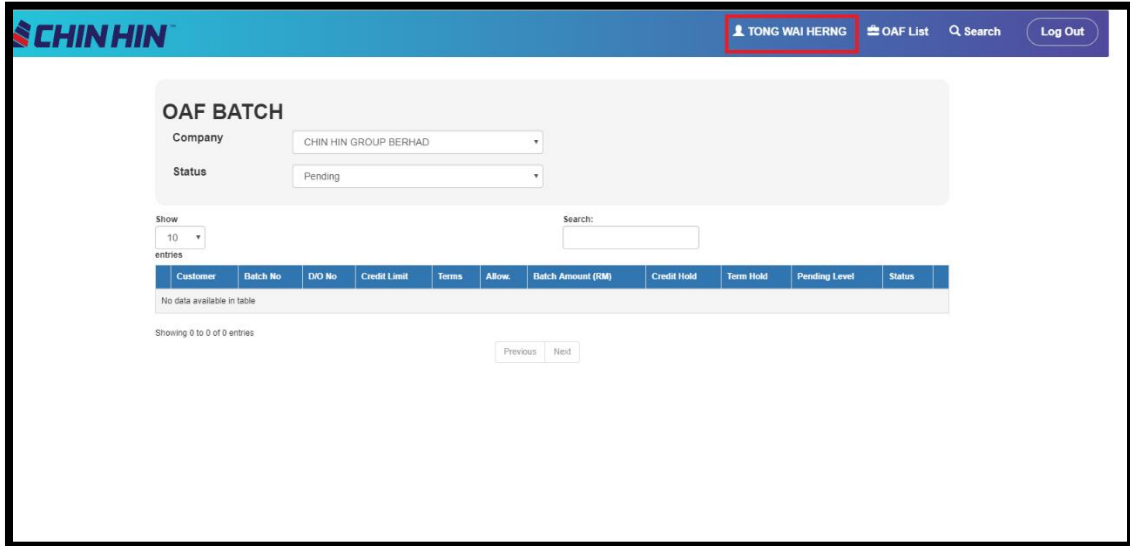 CHIN HIN™ TONG WAI HERNG OAF List Search Log Out
OAF BATCH
Company CHIN HIN GROUP BERHAD
Status Pending
Show Search:
10
entries
Customer Batch No D/O No Credit Limit Terms Allow. Batch Amount (RM) Credit Hold Term Hold Pending Level Status
No data available in table
Showing 0 to 0 of 0 entries
Previous Next